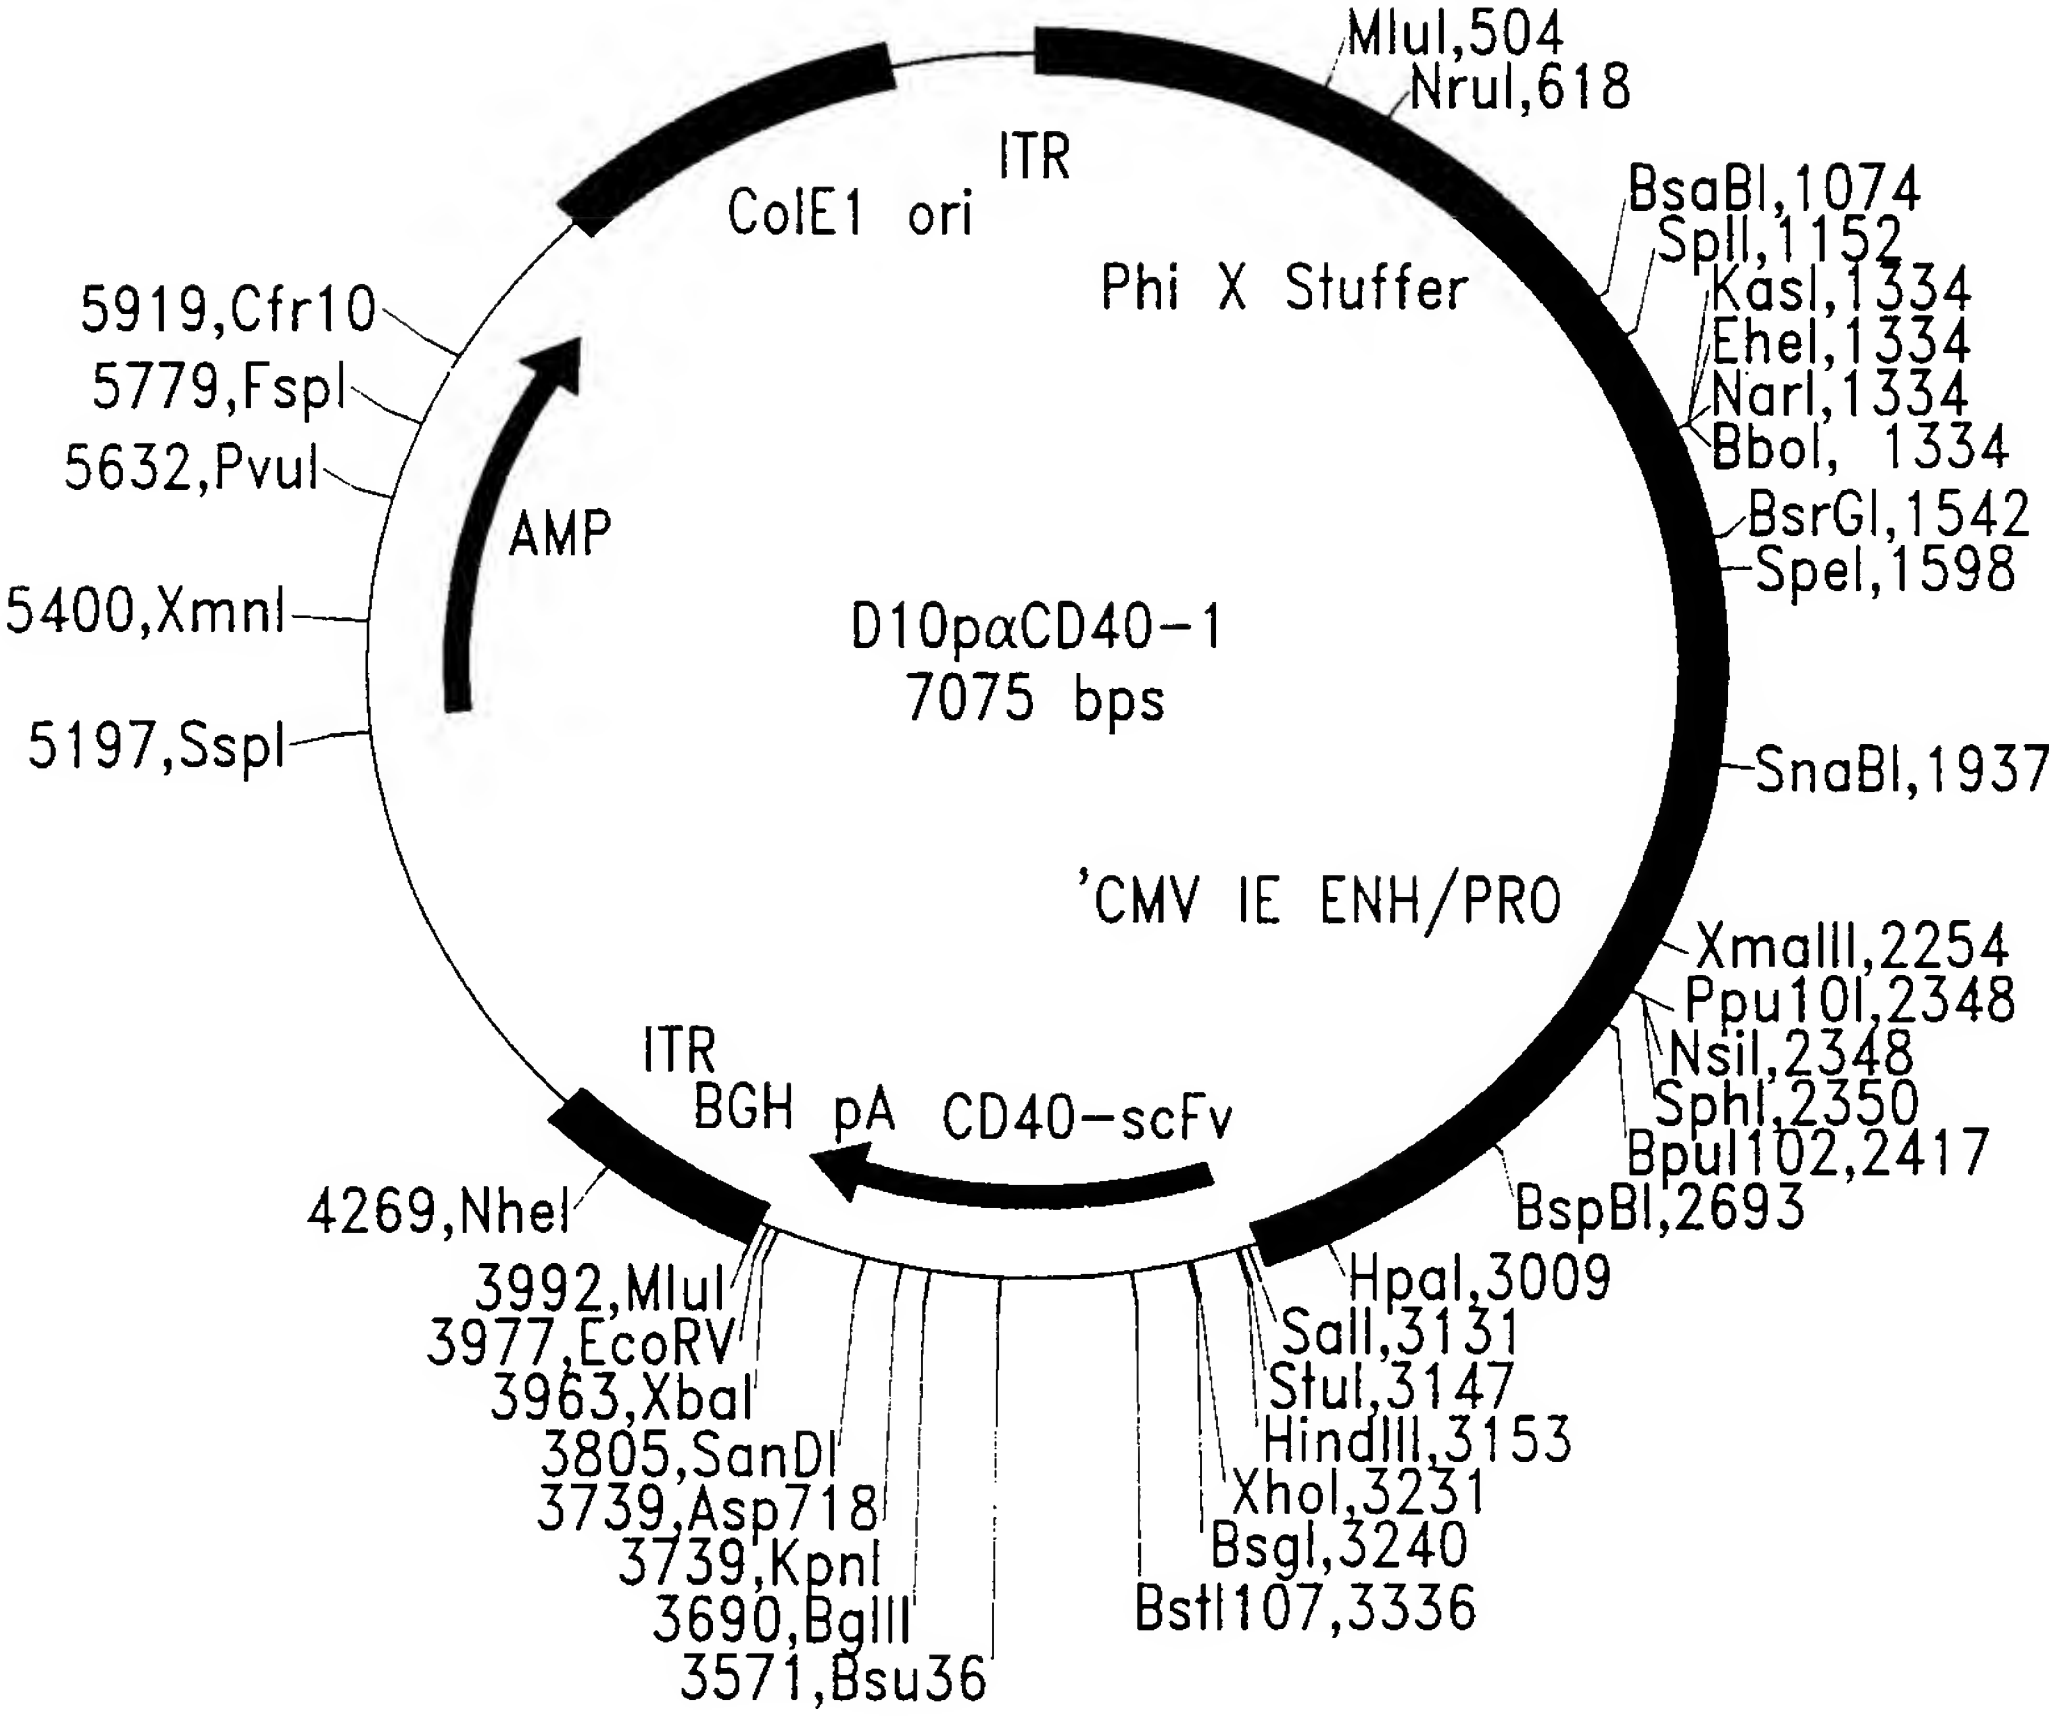 MluI,504
NruI,618
ITR
ColE1 ori
BsaBI,1074
SplI,1152
Phi X Stuffer
KasI,1334
EheI,1334
NarI,1334
BboI, 1334
5919,Cfr10
5779,FspI
5632,PvuI
BsrGI,1542
SpeI,1598
AMP
5400,XmnI
D10pαCD40-1
7075 bps
5197,SspI
SnaBI,1937
'CMV IE ENH/PRO
XmaIII,2254
Ppu10I,2348
NsiI,2348
SphI,2350
BpuI102,2417
BspBI,2693
ITR
BGH pA CD40-scFv
4269,NheI
HpaI,3009
3992,MluI
SalI,3131
3977,EcoRV
StuI,3147
3963,XbaI
HindIII,3153
3805,SanDI
XhoI,3231
3739,Asp718
BsgI,3240
3739,KpnI
BstI107,3336
3690,BglII
3571,Bsu36